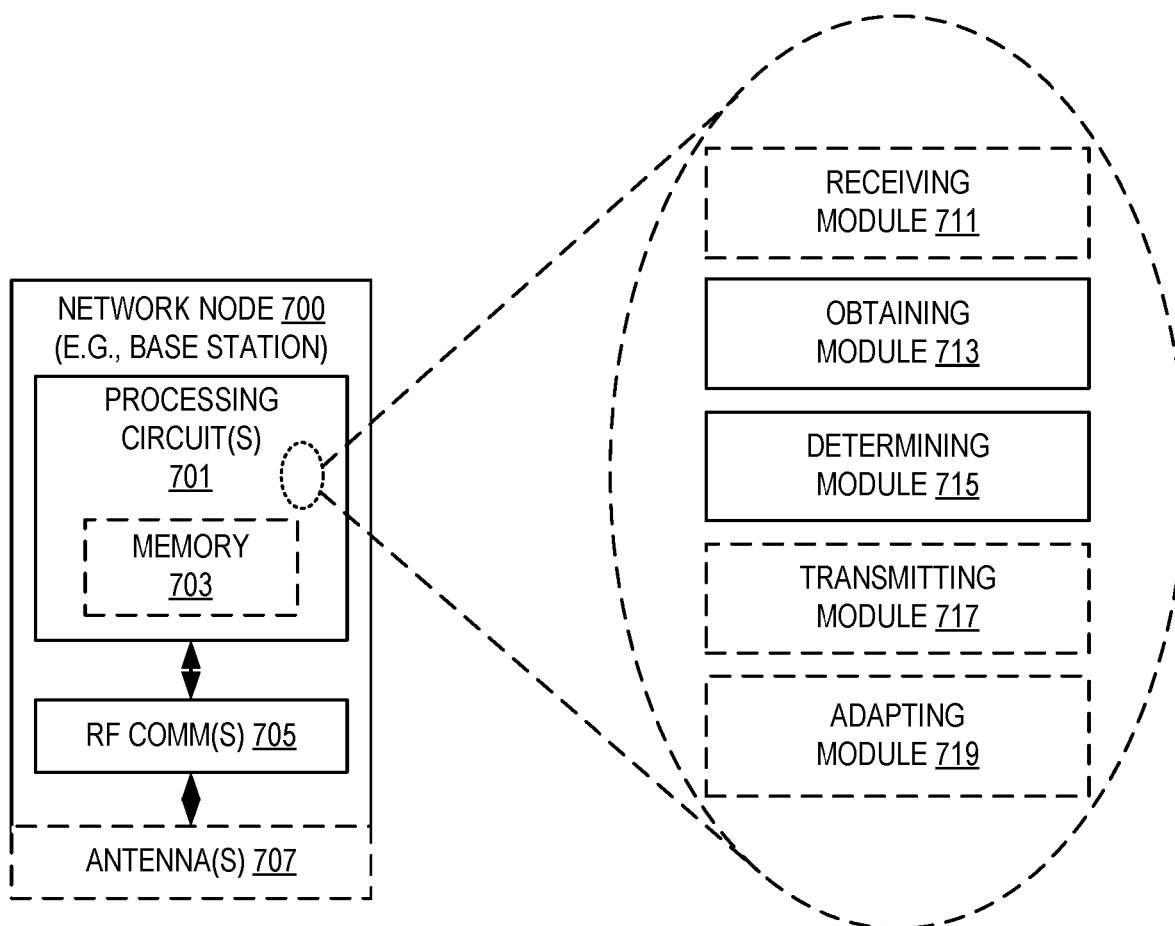 NETWORK NODE 700
(E.G., BASE STATION)
PROCESSING
CIRCUIT(S)
701
MEMORY
703
RF COMM(S) 705
ANTENNA(S) 707
RECEIVING
MODULE 711
OBTAINING
MODULE 713
DETERMINING
MODULE 715
TRANSMITTING
MODULE 717
ADAPTING
MODULE 719